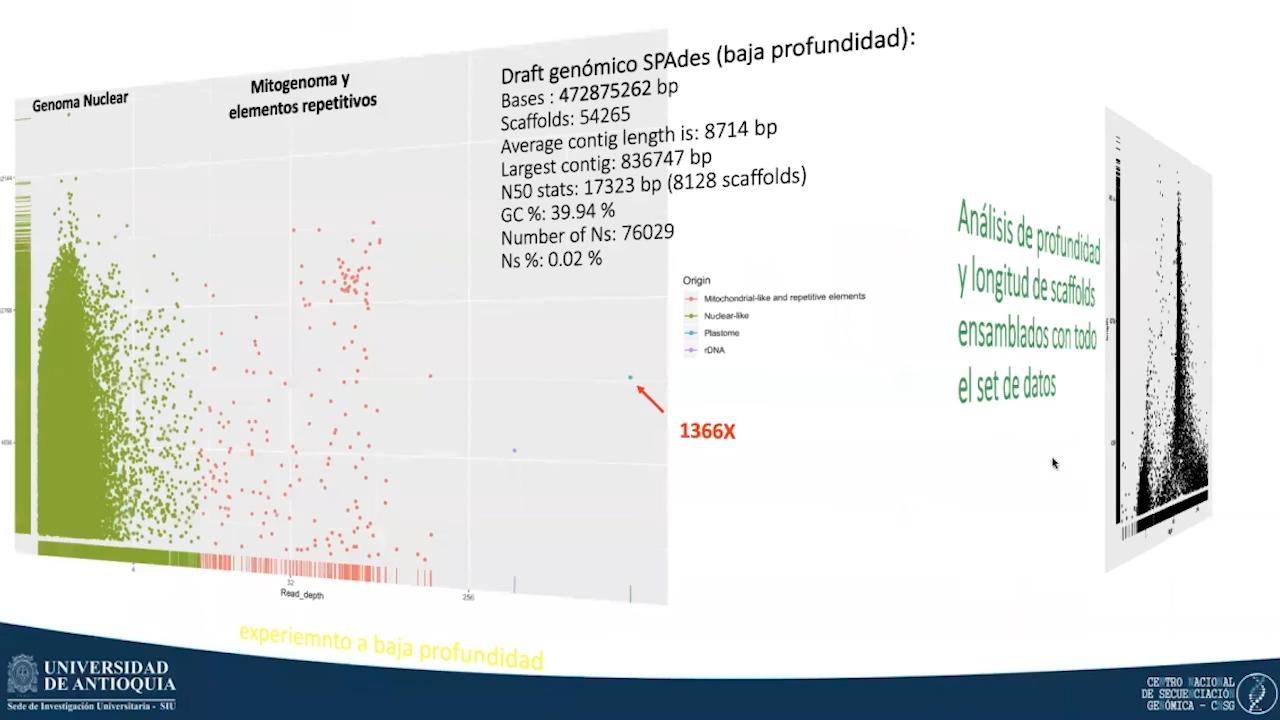 Draft genómico SPAdes (baja profundidad):
Bases : 472875262 bp
Scaffolds: 54265
Average contig length is: 8714 bp
Largest contig: 836747 bp
N50 stats: 17323 bp (8128 scaffolds)
GC %: 39.94 %
Number of Ns: 76029
Ns %: 0.02 %
Genoma Nuclear
Mitogenoma y
elementos repetitivos
Origin
Mitochondrial-like and repetitive elements
Nuclear-like
Plastome
rDNA
1366X
4
32
256
Read_depth
Análisis de profundidad
y longitud de scaffolds
ensamblados con todo
el set de datos
experiemnto a baja profundidad
UNIVERSIDAD
DE ANTIOQUIA
Sede de Investigación Universitaria - SIU
CENTRO NACIONAL
DE SECUENCIACIÓN
GENÓMICA - CNSG